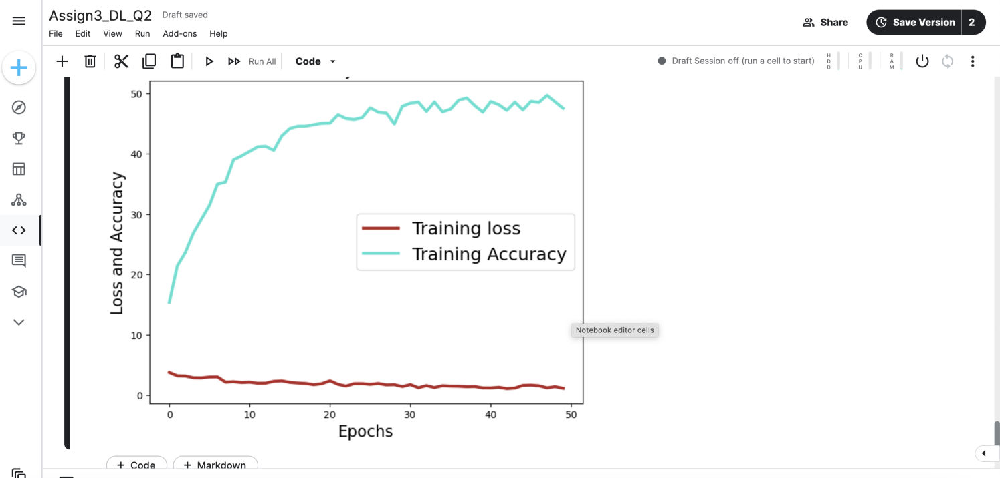 Assign3_DL_Q2 Draft saved
File Edit View Run Add-ons Help
Share
Save Version 2
Run All
Code
Draft Session off (run a cell to start)
HDD
CPU
RAM
50
40
30
20
10
0
Loss and Accuracy
Training loss
Training Accuracy
Notebook editor cells
0 10 20 30 40 50
Epochs
+ Code + Markdown